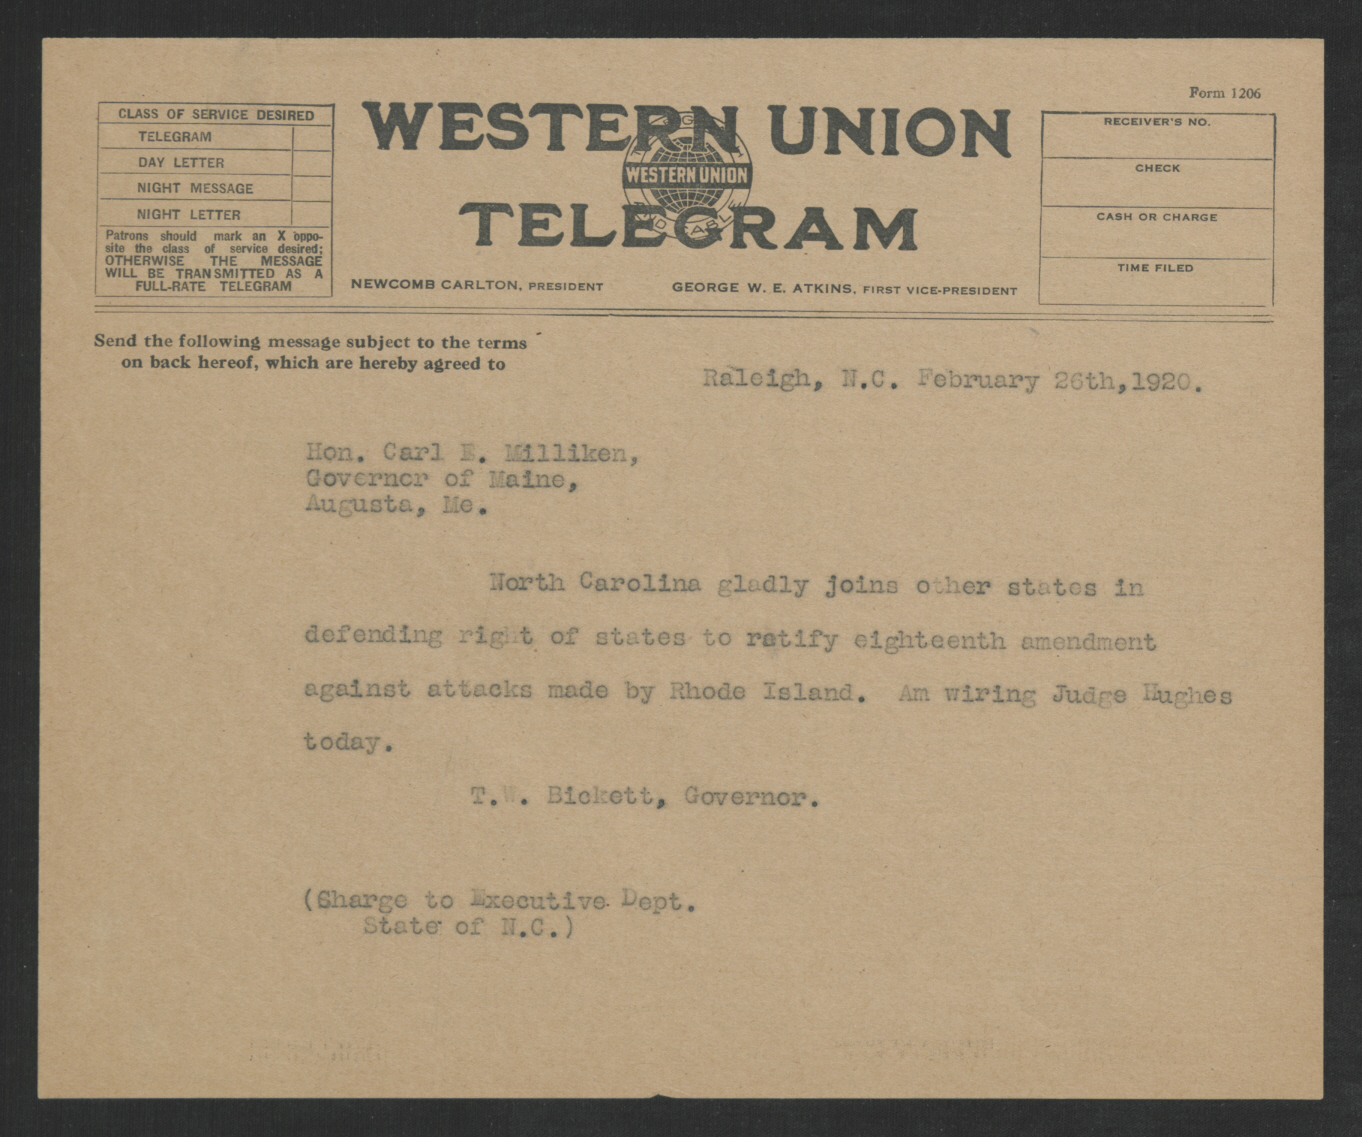 Form 1206
CLASS OF SERVICE DESIRED
TELEGRAM
DAY LETTER
NIGHT MESSAGE
NIGHT LETTER
Patrons should mark an X oppo-
site the class of service desired;
OTHERWISE THE MESSAGE
WILL BE TRANSMITTED AS A
FULL-RATE TELEGRAM
WESTERN UNION
WESTERN UNION
TELEGRAM
NEWCOMB CARLTON, PRESIDENT
GEORGE W. E. ATKINS, FIRST VICE-PRESIDENT
RECEIVER'S NO.
CHECK
CASH OR CHARGE
TIME FILED
Send the following message subject to the terms
on back hereof, which are hereby agreed to
Raleigh, N.C. February 26th,1920.
Hon. Carl E. Milliken,
Governor of Maine,
Augusta, Me.
North Carolina gladly joins other states in
defending right of states to ratify eighteenth amendment
against attacks made by Rhode Island. Am wiring Judge Hughes
today.
T.W. Bickett, Governor.
(Sharge to Executive Dept.
State of N.C.)